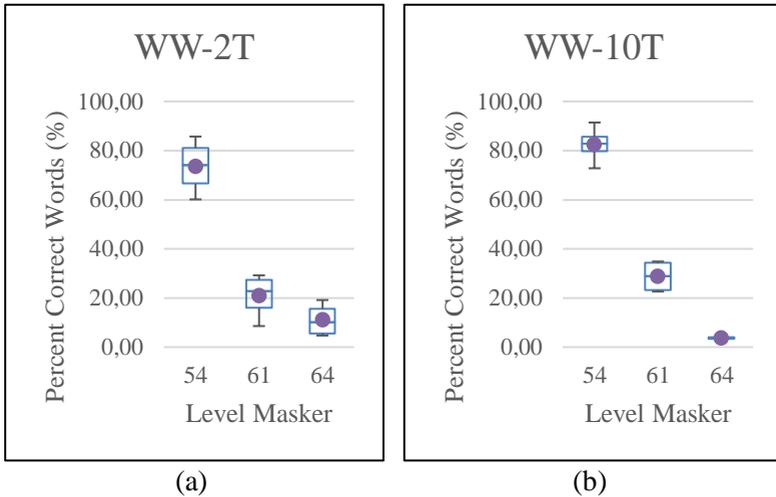 WW-2T
Percent Correct Words (%)
100,00
80,00
60,00
40,00
20,00
0,00
54 61 64
Level Masker
(a)
WW-10T
Percent Correct Words (%)
100,00
80,00
60,00
40,00
20,00
0,00
54 61 64
Level Masker
(b)